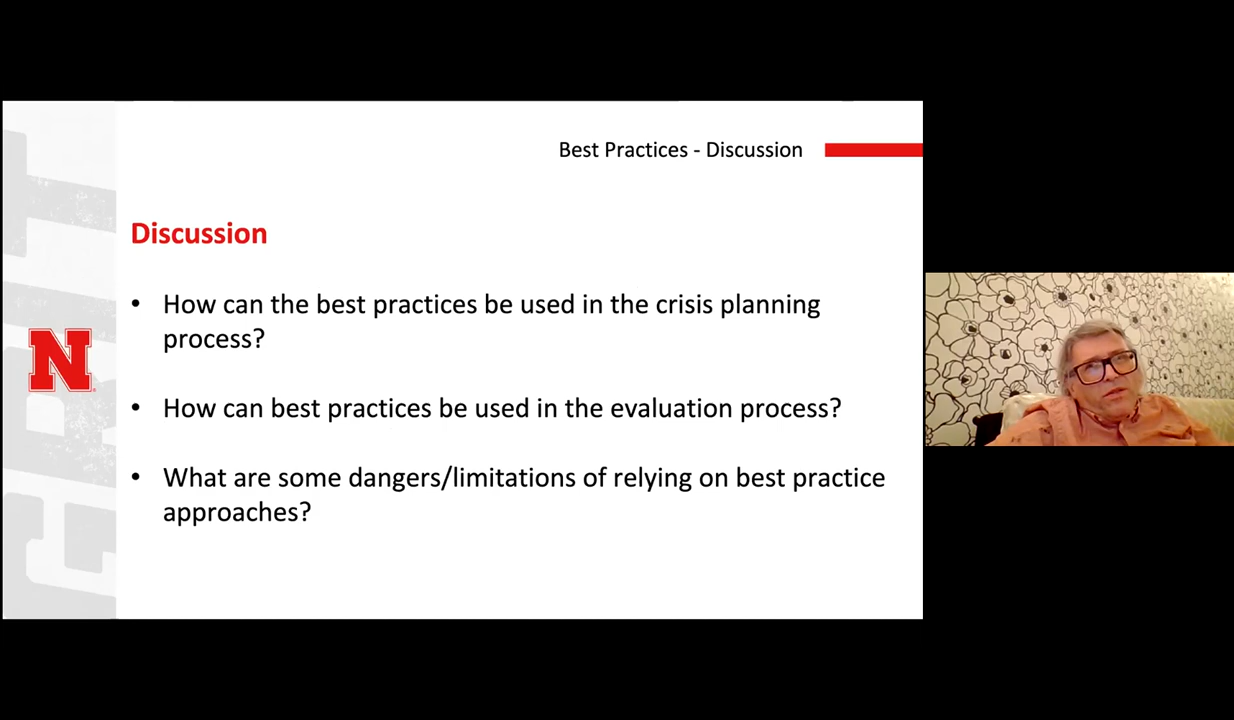 Best Practices - Discussion
Discussion
• How can the best practices be used in the crisis planning
process?
• How can best practices be used in the evaluation process?
• What are some dangers/limitations of relying on best practice
approaches?
N
GRIT